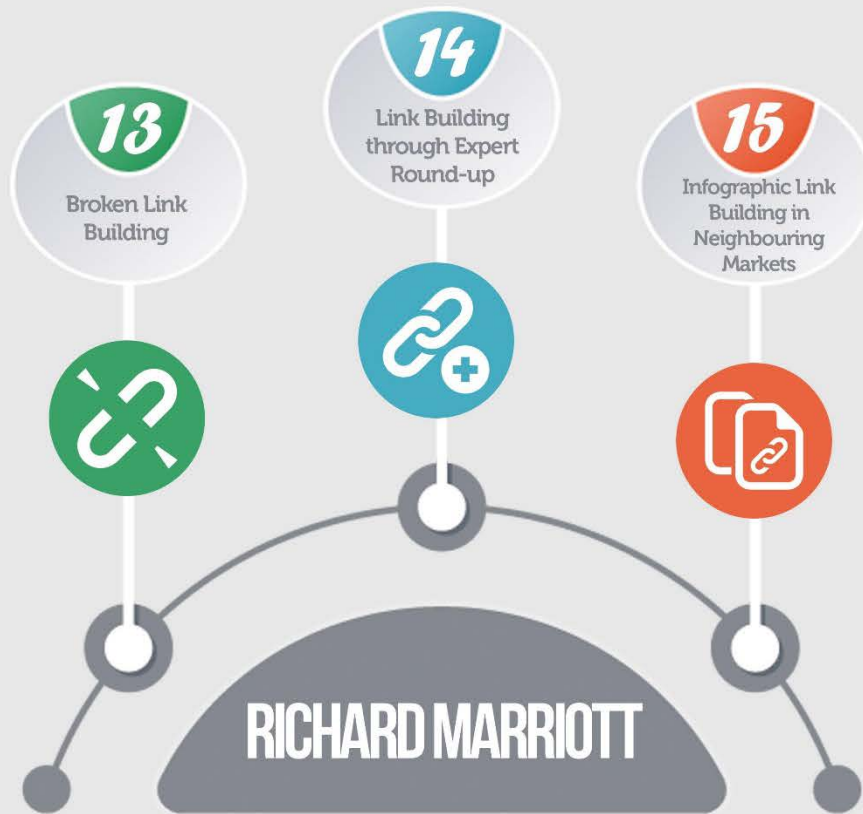 13
Broken Link
Building
14
Link Building
through Expert
Round-up
15
Infographic Link
Building in
Neighbouring
Markets
RICHARD MARRIOTT